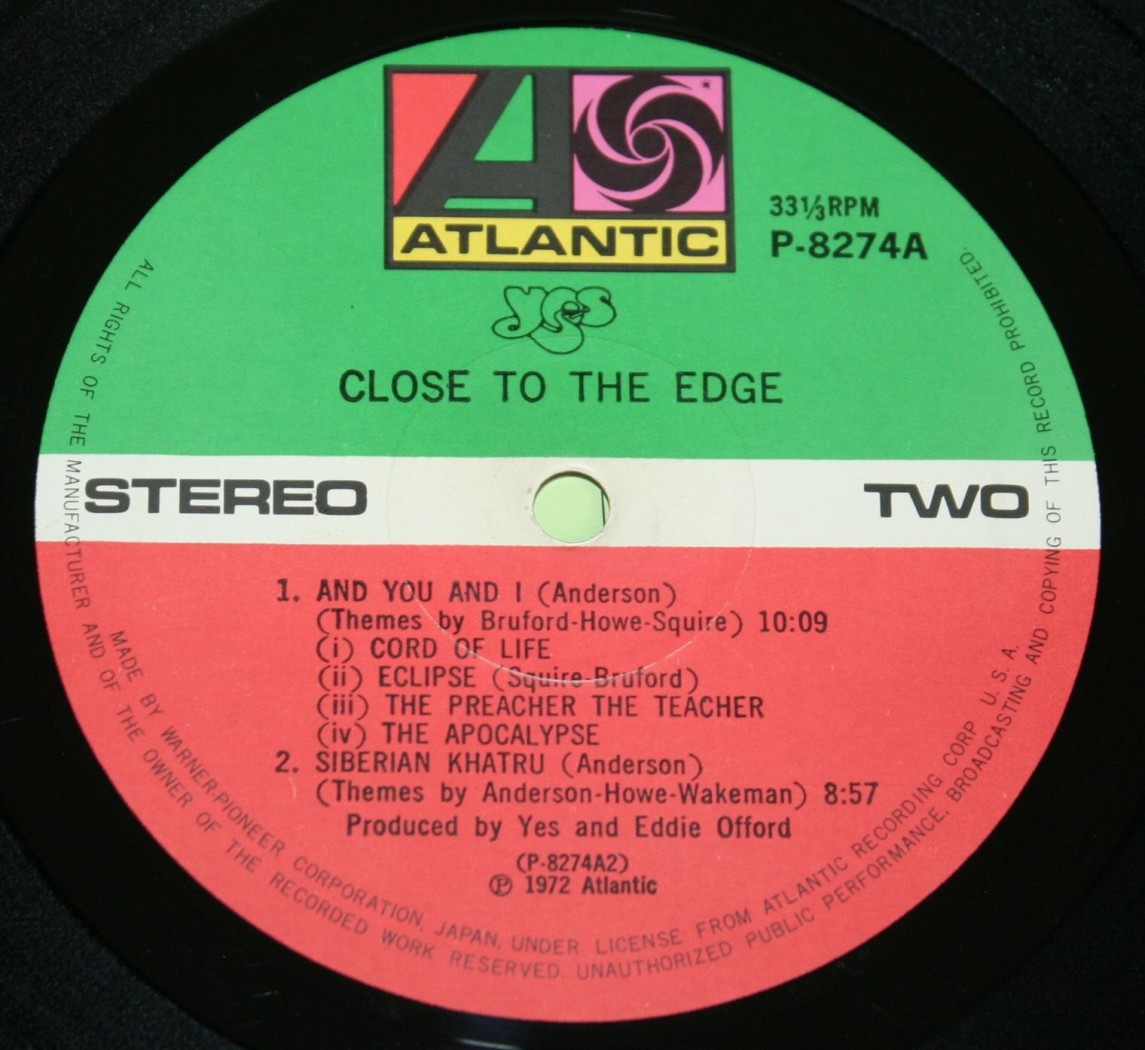 ATLANTIC
33⅓RPM
P-8274A
yes
CLOSE TO THE EDGE
STEREO
TWO
1. AND YOU AND I (Anderson)
(Themes by Bruford-Howe-Squire) 10:09
(i) CORD OF LIFE
(ii) ECLIPSE (Squire-Bruford)
(iii) THE PREACHER THE TEACHER
(iv) THE APOCALYPSE
2. SIBERIAN KHATRU (Anderson)
(Themes by Anderson-Howe-Wakeman) 8:57
Produced by Yes and Eddie Offord
(P-8274A2)
℗ 1972 Atlantic
MADE BY WARNER-PIONEER CORPORATION, JAPAN, UNDER LICENSE FROM ATLANTIC RECORDING CORP U. S. A.
ALL RIGHTS OF THE MANUFACTURER AND OF THE OWNER OF THE RECORDED WORK RESERVED. UNAUTHORIZED PUBLIC PERFORMANCE, BROADCASTING AND COPYING OF THIS RECORD PROHIBITED.